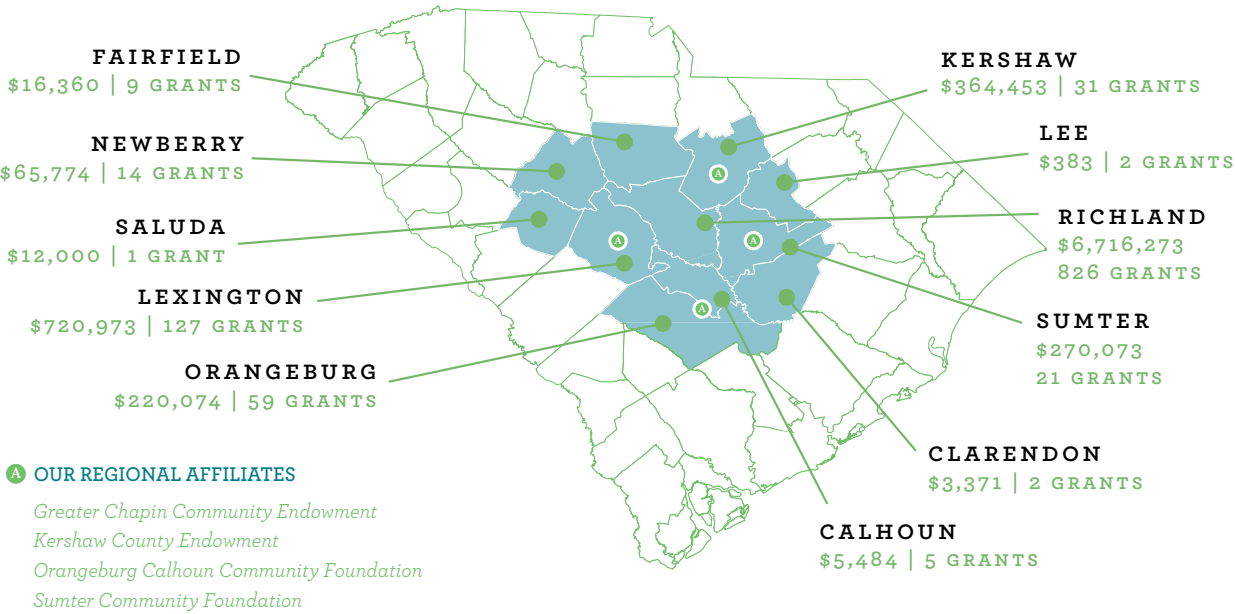 FAIRFIELD
$16,360 | 9 GRANTS
NEWBERRY
$65,774 | 14 GRANTS
SALUDA
$12,000 | 1 GRANT
LEXINGTON
$720,973 | 127 GRANTS
ORANGEBURG
$220,074 | 59 GRANTS
KERSHAW
$364,453 | 31 GRANTS
LEE
$383 | 2 GRANTS
RICHLAND
$6,716,273
826 GRANTS
SUMTER
$270,073
21 GRANTS
CLARENDON
$3,371 | 2 GRANTS
CALHOUN
$5,484 | 5 GRANTS
A
A
A
A
A OUR REGIONAL AFFILIATES
Greater Chapin Community Endowment
Kershaw County Endowment
Orangeburg Calhoun Community Foundation
Sumter Community Foundation